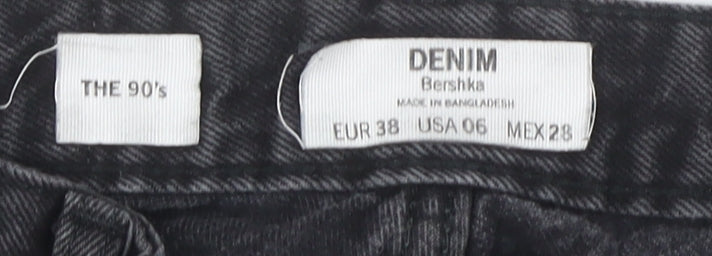 THE 90's
DENIM
Bershka
MADE IN BANGLADESH
EUR 38 USA 06 MEX 28